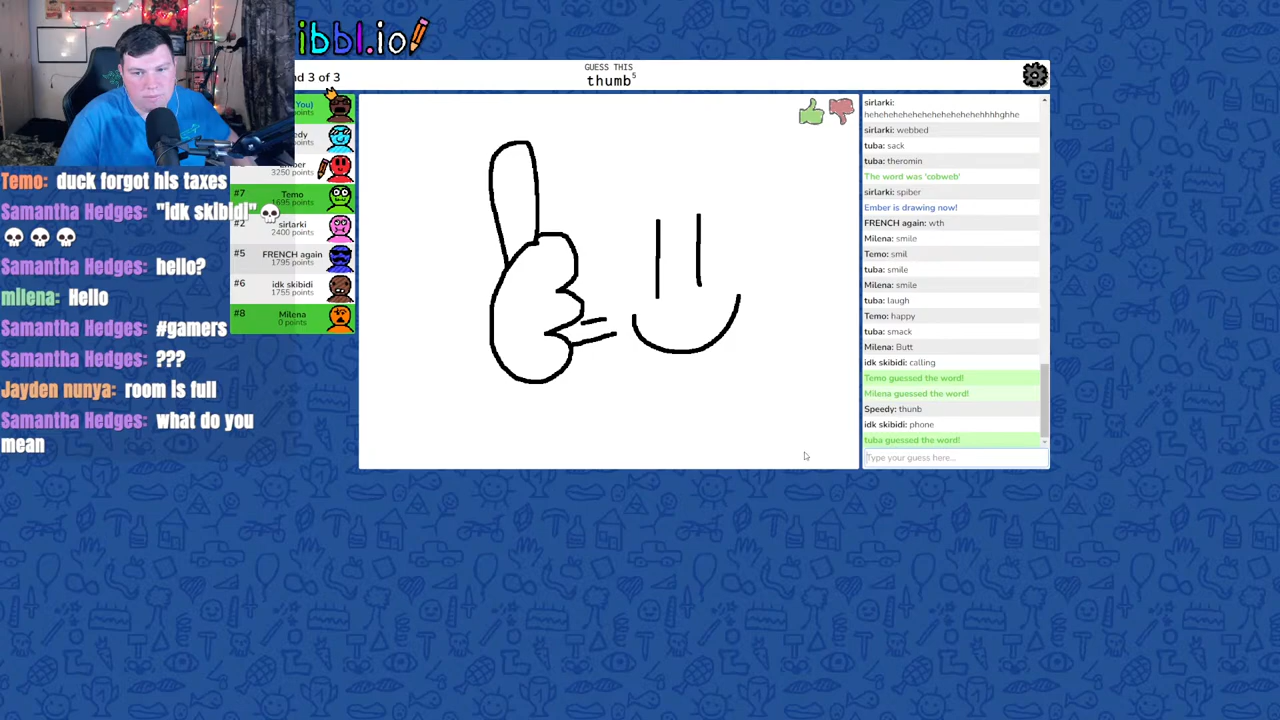 ibbl.io
nd 3 of 3
GUESS THIS
thumb 5
(You)
points
edy
points
mber
3250 points
#7 Temo
1695 points
#2 sirlarki
2400 points
#5 FRENCH again
1795 points
#6 idk skibidi
1755 points
#8 Milena
0 points
Temo: duck forgot his taxes
Samantha Hedges: "Idk skibidi" 💀
💀 💀 💀
Samantha Hedges: hello?
milena: Hello
Samantha Hedges: #gamers
Samantha Hedges: ???
Jayden nunya: room is full
Samantha Hedges: what do you
mean
sirlarki:
tuba: sack
sirlarki: webbed
tuba: theromin
The word was 'cobweb'
sirlarki: spiber
Ember is drawing now!
FRENCH again: wth
Milena: smile
Temo: smil
tuba: smile
Milena: smile
tuba: laugh
Temo: happy
tuba: smack
Milena: Butt
idk skibidi: calling
Temo guessed the word!
Milena guessed the word!
Speedy: thunb
idk skibidi: phone
tuba guessed the word!
Type your guess here...